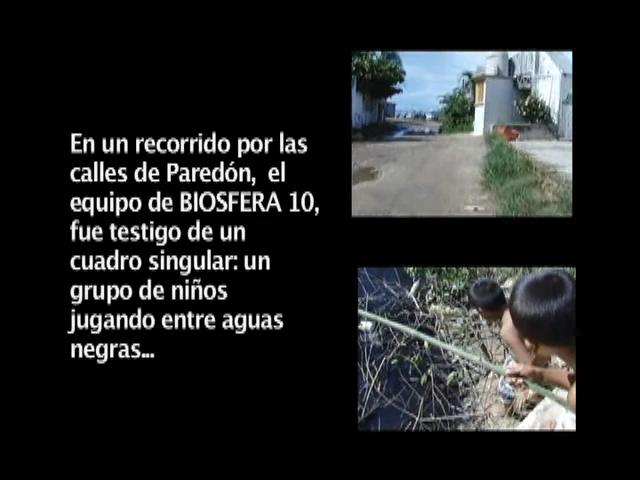 En un recorrido por las
calles de Paredón, el
equipo de BIOSFERA 10,
fue testigo de un
cuadro singular: un
grupo de niños
jugando entre aguas
negras...